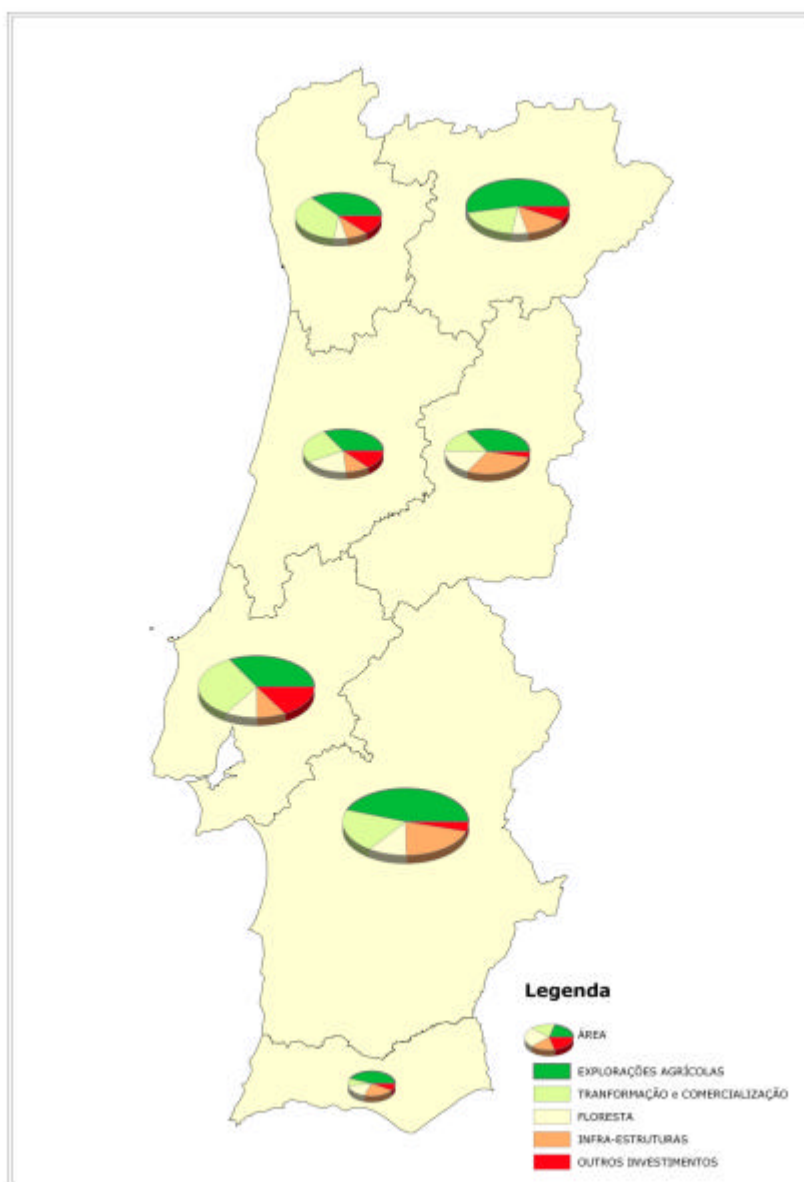 Legenda
ÁREA
EXPLORAÇÕES AGRÍCOLAS
TRANFORMAÇÃO e COMERCIALIZAÇÃO
FLORESTA
INFRA-ESTRUTURAS
OUTROS INVESTIMENTOS